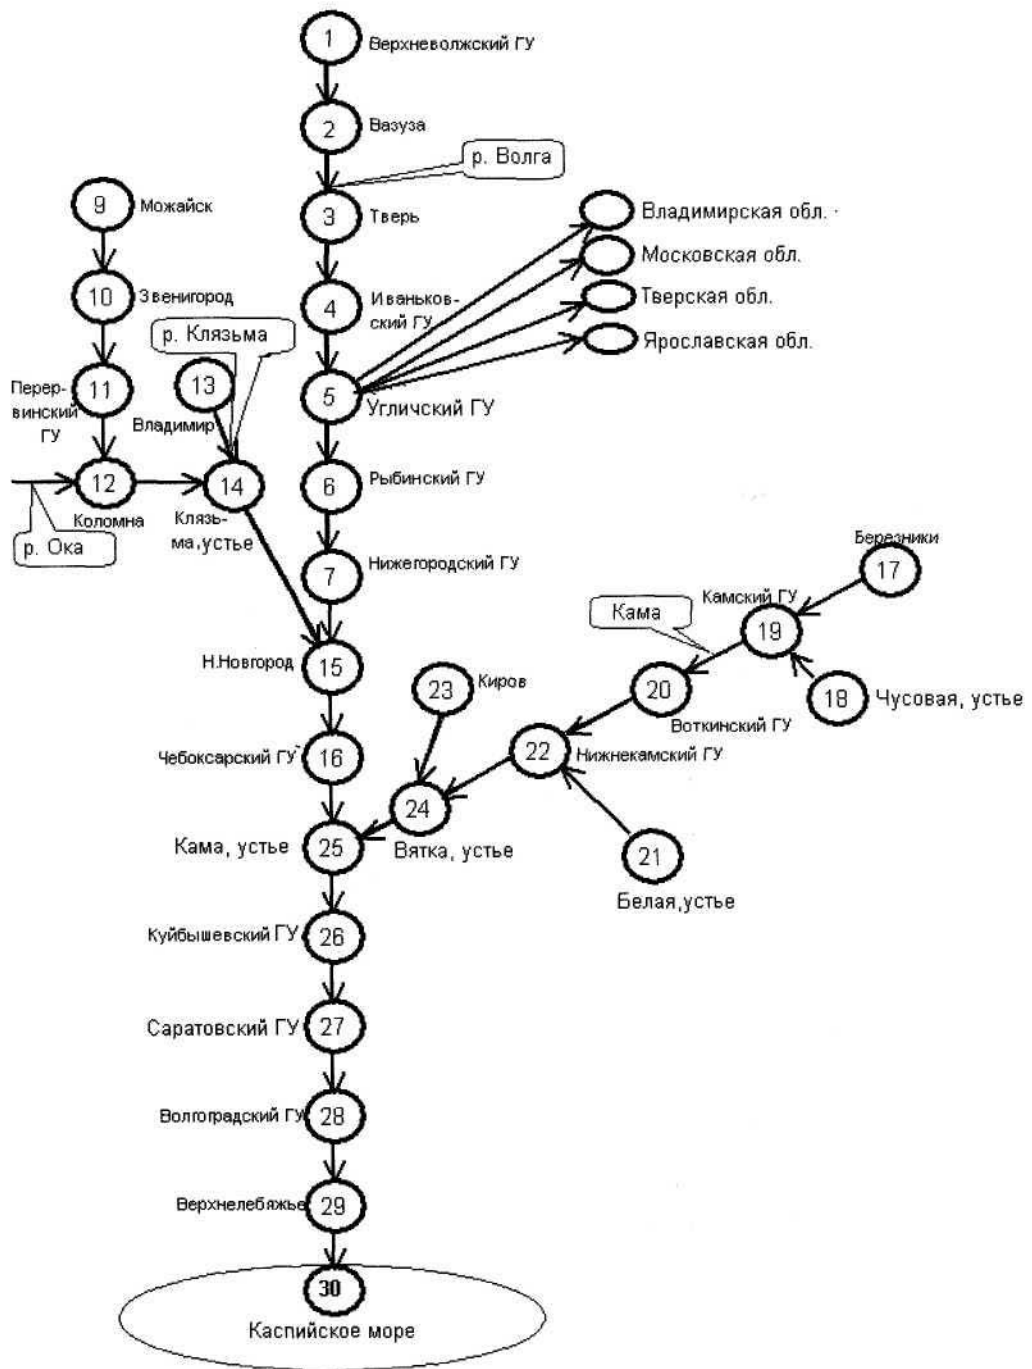 1
Верхневолжский ГУ
2
Вазуза
р. Волга
9
Можайск
3
Тверь
Владимирская обл.
Московская обл.
10
Звенигород
4
Иваньков-
ский ГУ
Тверская обл.
р. Клязьма
Ярославская обл.
11
Перер-
винский
ГУ
13
Владимир
5
Угличский ГУ
12
Коломна
14
Клязь-
ма,устье
6
Рыбинский ГУ
р. Ока
7
Нижегородский ГУ
Березники
17
Камский ГУ
Кама
19
Н.Новгород
15
23
Киров
20
Воткинский ГУ
18
Чусовая, устье
Чебоксарский ГУ
16
22
Нижнекамский ГУ
24
Вятка, устье
Кама, устье
25
21
Белая,устье
Куйбышевский ГУ
26
Саратовский ГУ
27
Волгоградский ГУ
28
Верхнелебяжье
29
30
Каспийское море